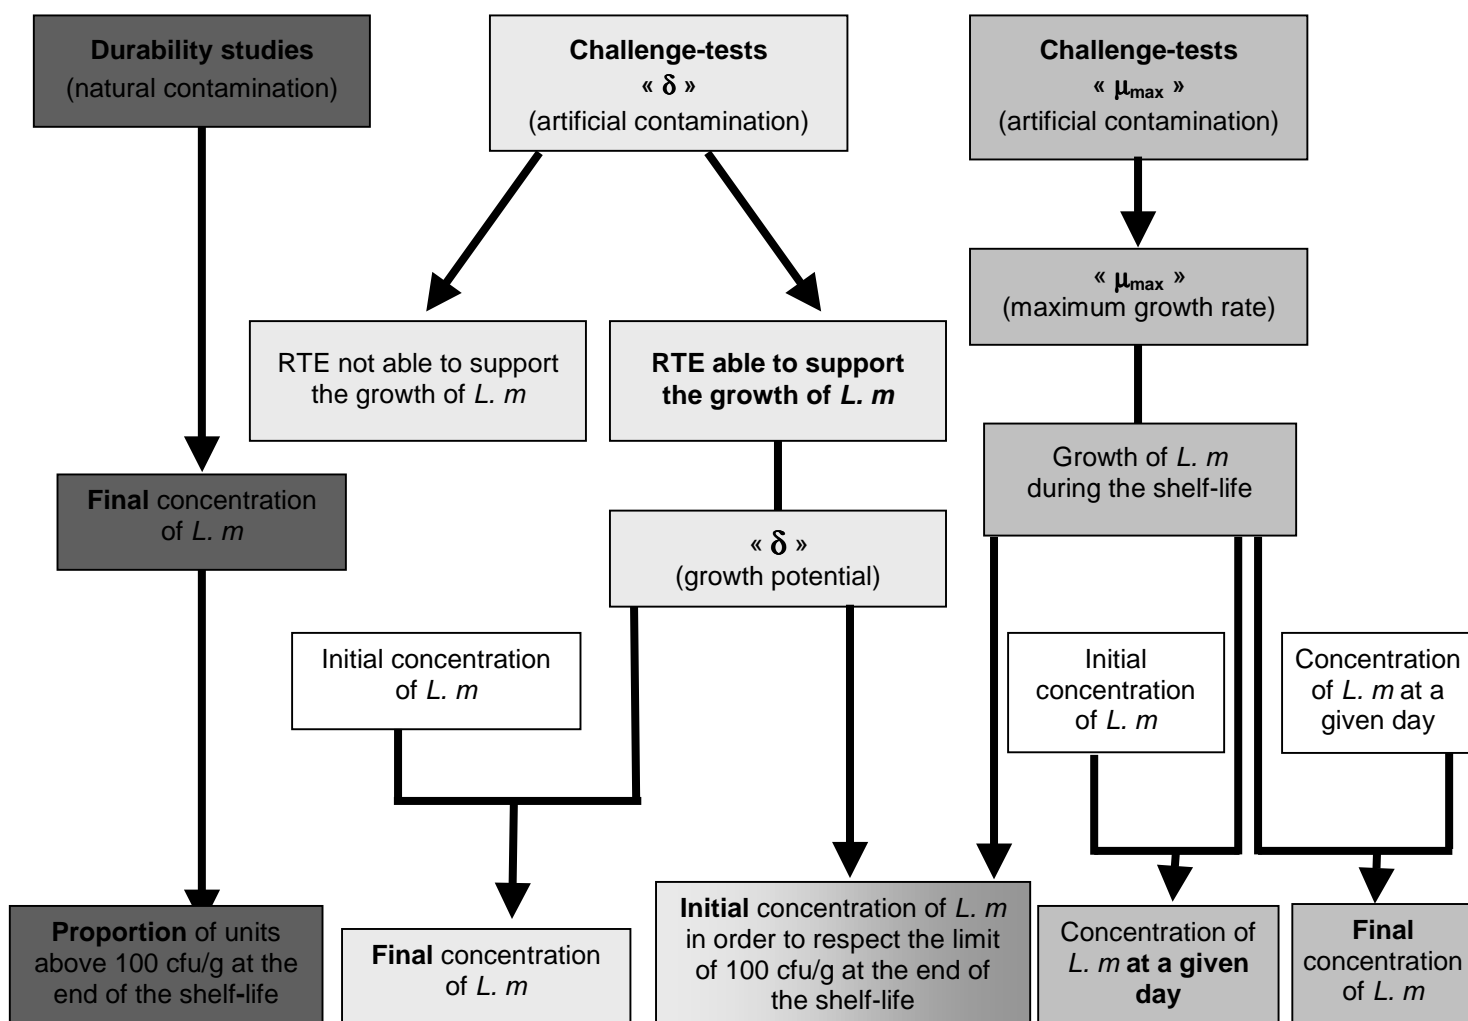 Durability studies
(natural contamination)
Challenge-tests
« δ »
(artificial contamination)
Challenge-tests
« μmax »
(artificial contamination)
« μmax »
(maximum growth rate)
RTE not able to support
the growth of L. m
RTE able to support
the growth of L. m
Growth of L. m
during the shelf-life
Final concentration
of L. m
« δ »
(growth potential)
Initial concentration
of L. m
Initial
concentration
of L. m
Concentration
of L. m at a
given day
Proportion of units
above 100 cfu/g at the
end of the shelf-life
Final concentration
of L. m
Initial concentration of L. m
in order to respect the limit
of 100 cfu/g at the end of
the shelf-life
Concentration of
L. m at a given
day
Final
concentration
of L. m